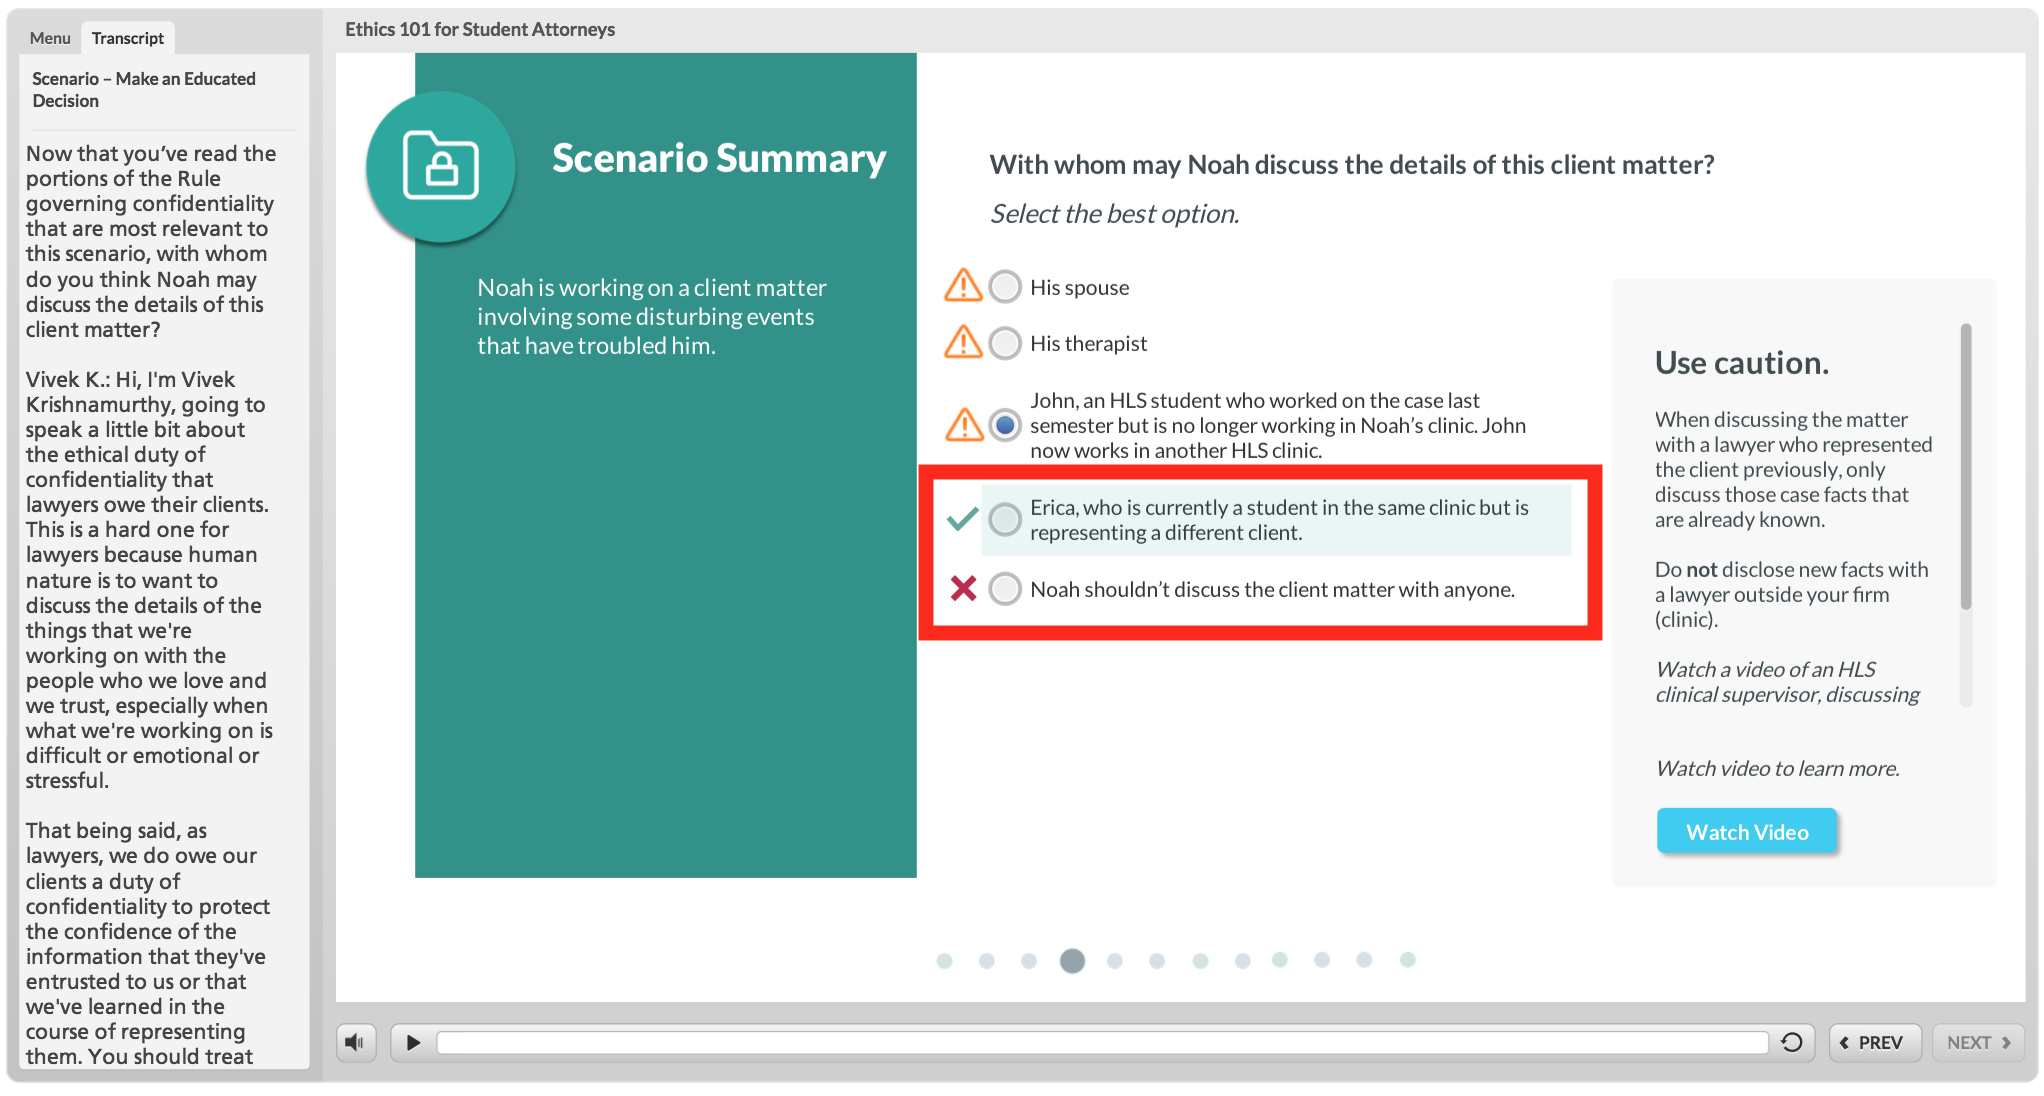 Menu
Transcript
Ethics 101 for Student Attorneys
Scenario – Make an Educated
Decision
Now that you’ve read the
portions of the Rule
governing confidentiality
that are most relevant to
this scenario, with whom
do you think Noah may
discuss the details of this
client matter?
Vivek K.: Hi, I'm Vivek
Krishnamurthy, going to
speak a little bit about
the ethical duty of
confidentiality that
lawyers owe their clients.
This is a hard one for
lawyers because human
nature is to want to
discuss the details of the
things that we're
working on with the
people who we love and
we trust, especially when
what we're working on is
difficult or emotional or
stressful.
That being said, as
lawyers, we do owe our
clients a duty of
confidentiality to protect
the confidence of the
information that they've
entrusted to us or that
we've learned in the
course of representing
them. You should treat
Scenario Summary
Noah is working on a client matter
involving some disturbing events
that have troubled him.
With whom may Noah discuss the details of this client matter?
Select the best option.
His spouse
His therapist
John, an HLS student who worked on the case last
semester but is no longer working in Noah’s clinic. John
now works in another HLS clinic.
Erica, who is currently a student in the same clinic but is
representing a different client.
Noah shouldn’t discuss the client matter with anyone.
Use caution.
When discussing the matter
with a lawyer who represented
the client previously, only
discuss those case facts that
are already known.
Do not disclose new facts with
a lawyer outside your firm
(clinic).
Watch a video of an HLS
clinical supervisor, discussing
Watch video to learn more.
Watch Video
PREV
NEXT